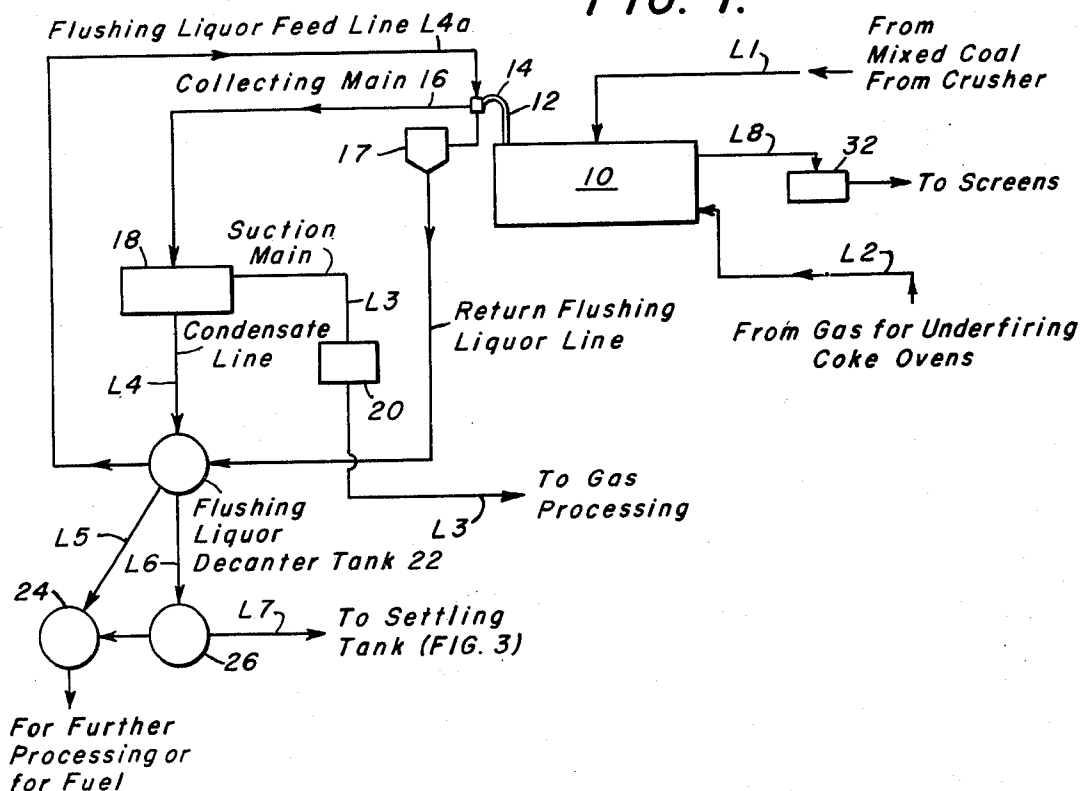 FIG. 1.
Flushing Liquor Feed Line L4a
Collecting Main 16
14
12
17
L1
From
Mixed Coal
From Crusher
10
L8
32
To Screens
L2
From Gas for Underfiring
Coke Ovens
18
Suction
Main
L3
20
Condensate
Line
L4
Return Flushing
Liquor Line
To Gas
Processing
L3
Flushing
Liquor
Decanter Tank 22
L5
L6
24
26
L7
To Settling
Tank (FIG. 3)
For Further
Processing or
for Fuel